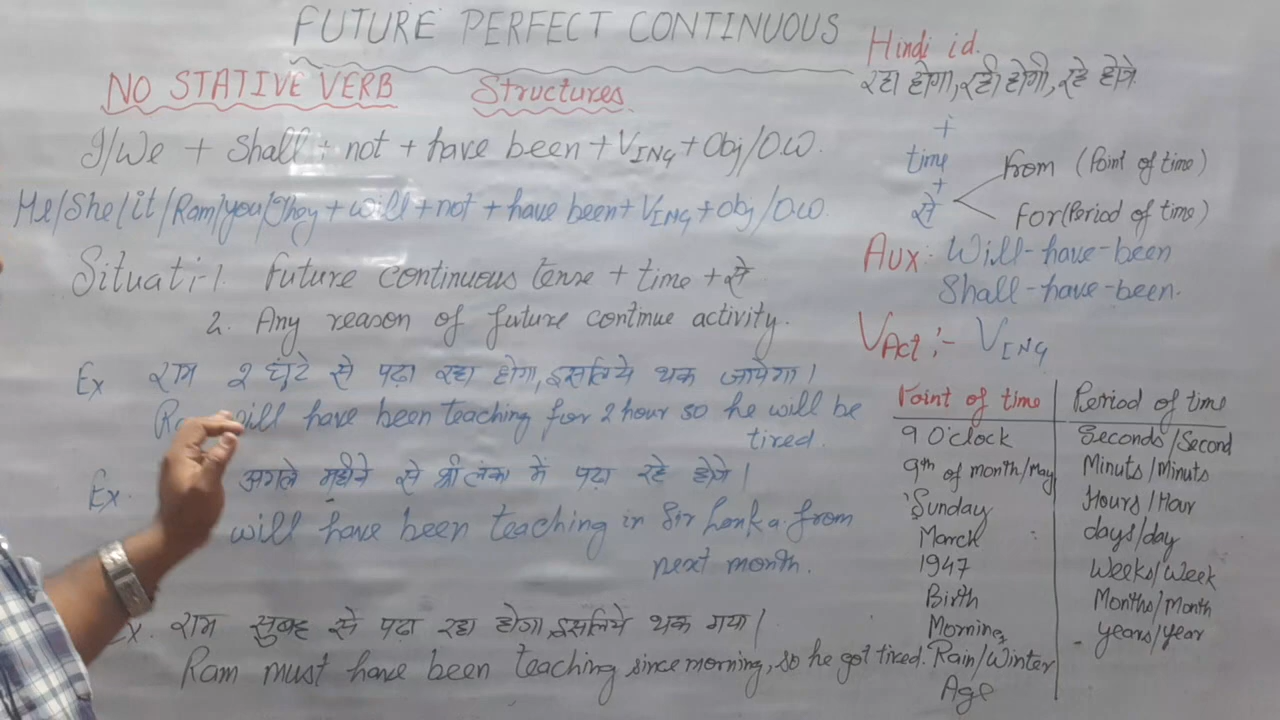 FUTURE PERFECT CONTINUOUS
Hindi id.
रहा होगा, रही होगी, रहे होंगे
NO STATIVE VERB
Structures
I/We + Shall + not + have been + VING + Obj/OW.
He/She/it/Ram/you/They + will + not + have been + VING + Obj/OW.
+
time
+
से
From (Point of time)
For (Period of time)
Situati-1. Future continuous tense + time + से
2. Any reason of future continue activity.
Aux: Will-have-been
Shall-have-been.
VAct :- VING
Ex राम 2 घंटे से पढ़ा रहा होगा, इसलिये थक जायेगा।
will have been teaching for 2 hour so he will be
tired.
Ex. अगले महीने से श्रीलंका में पढ़ा रहे होंगे।
will have been teaching in Sir Lanka from
next month.
Ex. राम सुबह से पढ़ा रहा होगा इसलिये थक गया।
Ram must have been teaching since morning, so he got tired.
Point of time
9 O'clock
9th of month/May
Sunday
March
1947
Birth
Morning
Rain/Winter
Age
Period of time
Seconds/Second
Minuts/Minuts
Hours/Hour
days/day
Weeks/Week
Months/Month
years/year